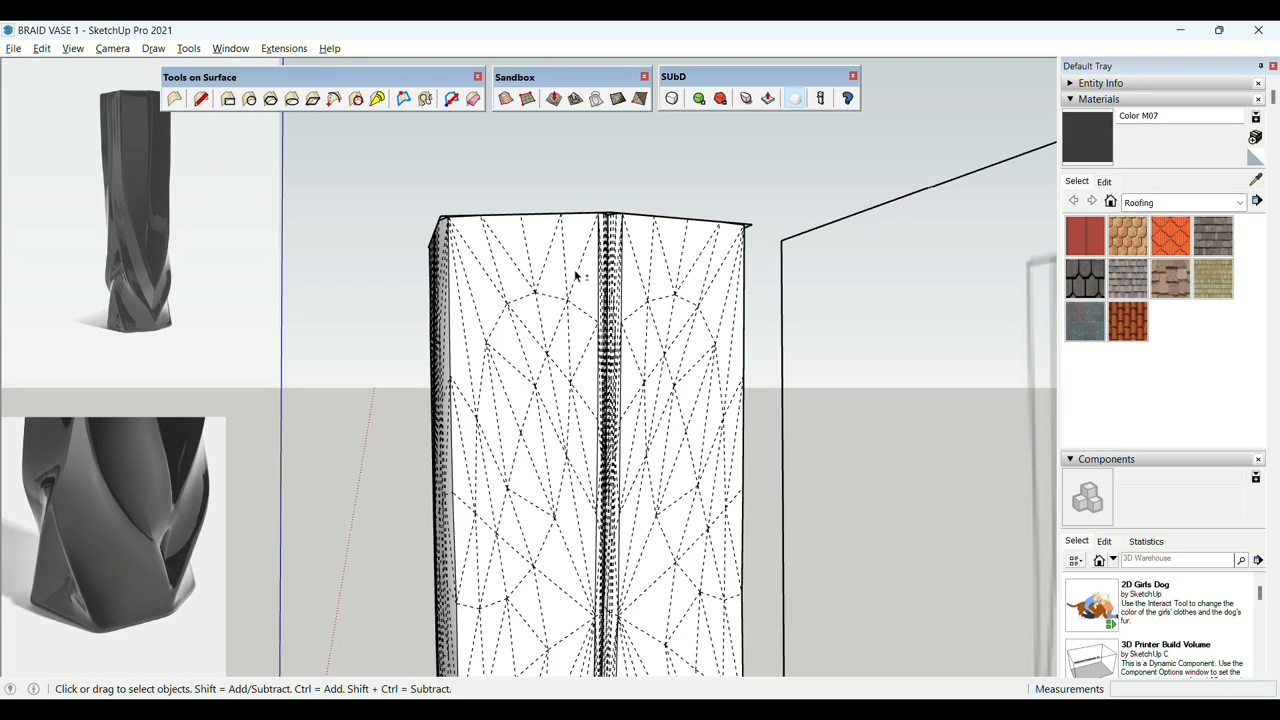 BRAID VASE 1 - SketchUp Pro 2021
File Edit View Camera Draw Tools Window Extensions Help
Tools on Surface
Sandbox
SUbD
Default Tray
Entity Info
Materials
Color M07
Select Edit
Roofing
Components
Select Edit Statistics
3D Warehouse
2D Girls Dog
by SketchUp
Use the Interact Tool to change the
color of the girls' clothes and the dog's
fur.
3D Printer Build Volume
by SketchUp C
This is a Dynamic Component. Use the
Component Options window to set the
Click or drag to select objects. Shift = Add/Subtract. Ctrl = Add. Shift + Ctrl = Subtract.
Measurements